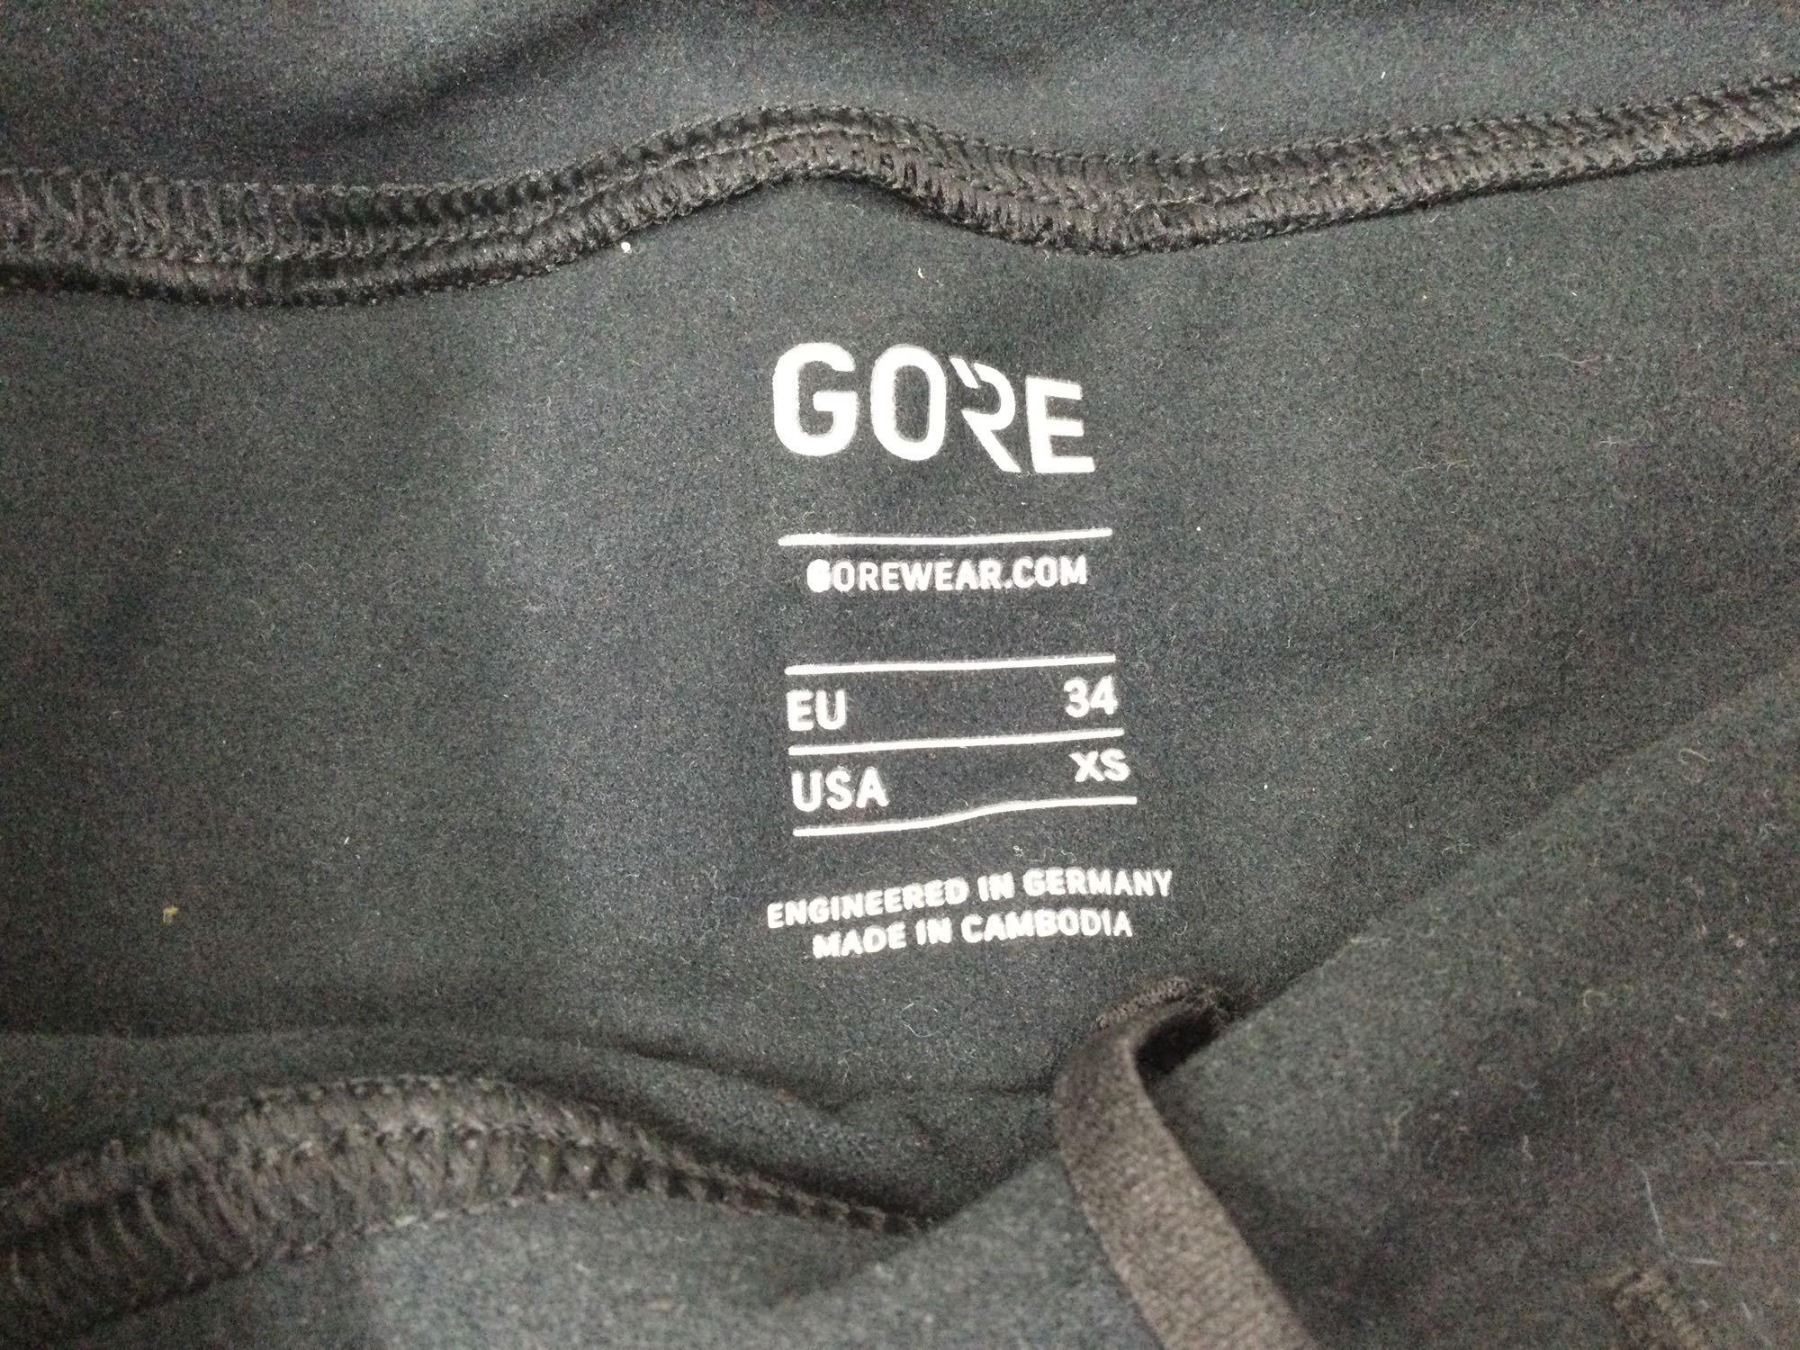 GORE
GOREWEAR.COM
EU 34
USA XS
ENGINEERED IN GERMANY
MADE IN CAMBODIA